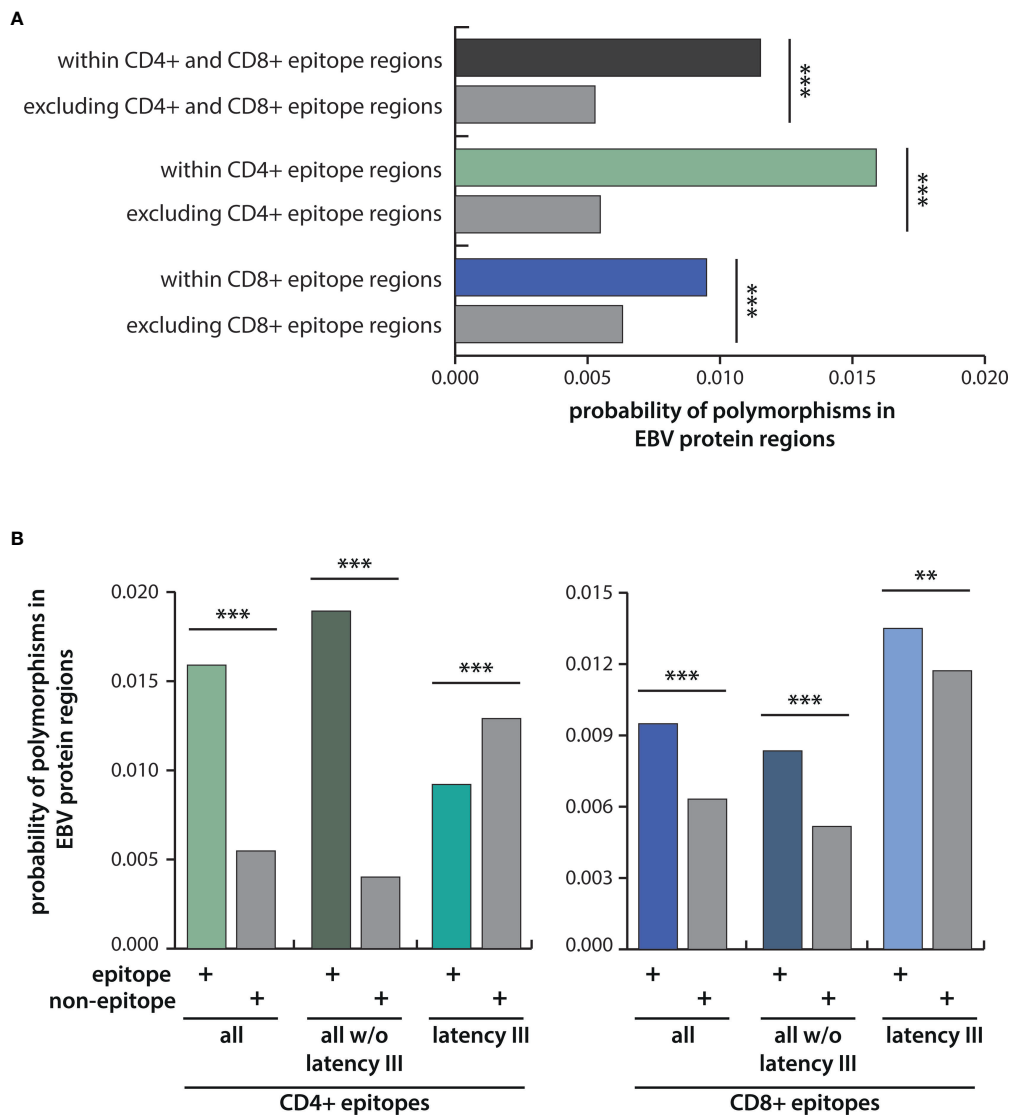 A
within CD4+ and CD8+ epitope regions
***
excluding CD4+ and CD8+ epitope regions
within CD4+ epitope regions
***
excluding CD4+ epitope regions
within CD8+ epitope regions
***
excluding CD8+ epitope regions
0.000 0.005 0.010 0.015 0.020
probability of polymorphisms in
EBV protein regions
B
probability of polymorphisms in
EBV protein regions
0.020
0.015
0.010
0.005
0.000
*** *** ***
epitope + + +
non-epitope + + +
all all w/o latency III latency III
CD4+ epitopes
0.015
0.012
0.009
0.006
0.003
0.000
*** *** **
+ + +
+ + +
all all w/o latency III latency III
CD8+ epitopes